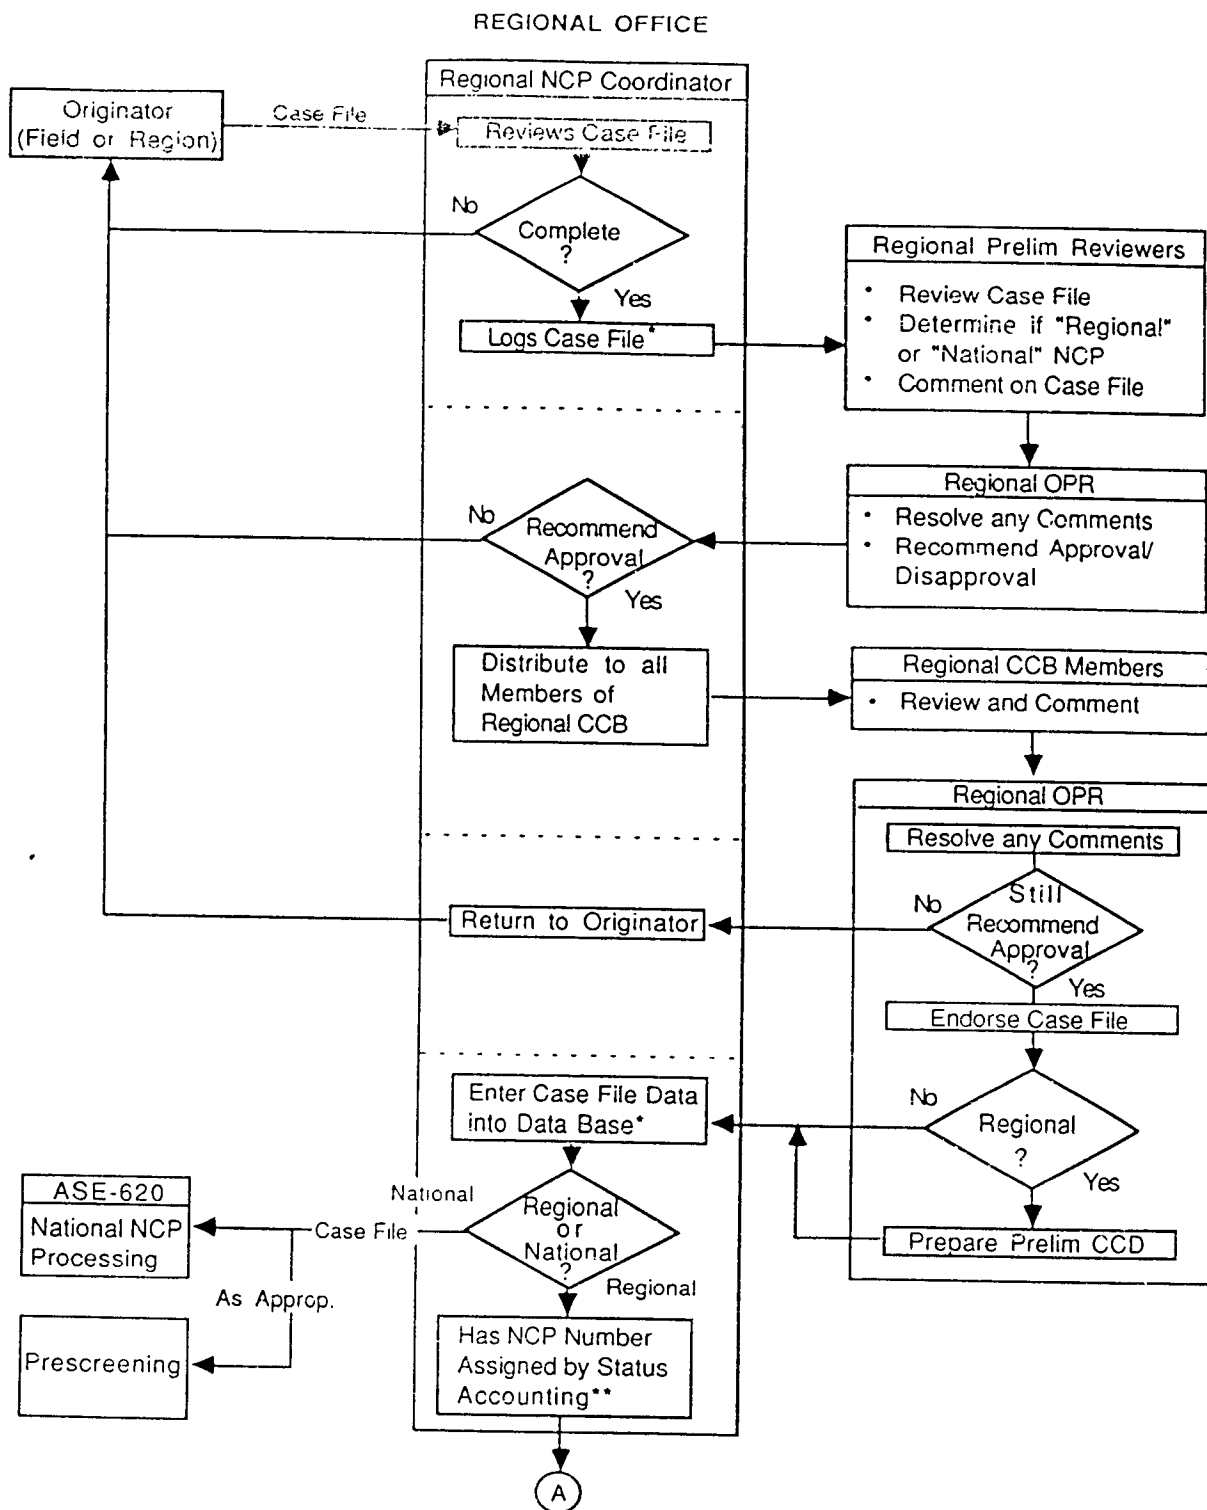 REGIONAL OFFICE
Regional NCP Coordinator
Originator
(Field or Region)
Case File
Reviews Case File
No
Complete
?
Yes
Logs Case File*
Regional Prelim Reviewers
• Review Case File
• Determine if "Regional"
or "National" NCP
• Comment on Case File
Regional OPR
• Resolve any Comments
• Recommend Approval/
Disapproval
No
Recommend
Approval
?
Yes
Distribute to all
Members of
Regional CCB
Regional CCB Members
• Review and Comment
Regional OPR
Resolve any Comments
No
Still
Recommend
Approval
?
Yes
Return to Originator
Endorse Case File
No
Regional
?
Yes
Prepare Prelim CCD
Enter Case File Data
into Data Base*
National
Case File
Regional
or
National
?
Regional
ASE-620
National NCP
Processing
As Approp.
Prescreening
Has NCP Number
Assigned by Status
Accounting**
A